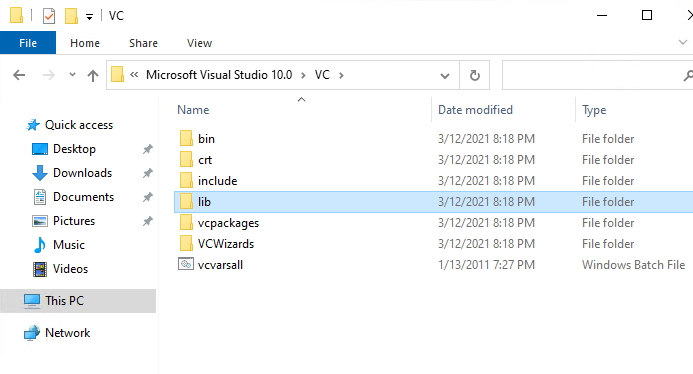 VC
File Home Share View
« Microsoft Visual Studio 10.0 > VC >
Name Date modified Type
Quick access
Desktop
Downloads
Documents
Pictures
Music
Videos
This PC
Network
bin 3/12/2021 8:18 PM File folder
crt 3/12/2021 8:18 PM File folder
include 3/12/2021 8:18 PM File folder
lib 3/12/2021 8:18 PM File folder
vcpackages 3/12/2021 8:18 PM File folder
VCWizards 3/12/2021 8:18 PM File folder
vcvarsall 1/13/2011 7:27 PM Windows Batch File